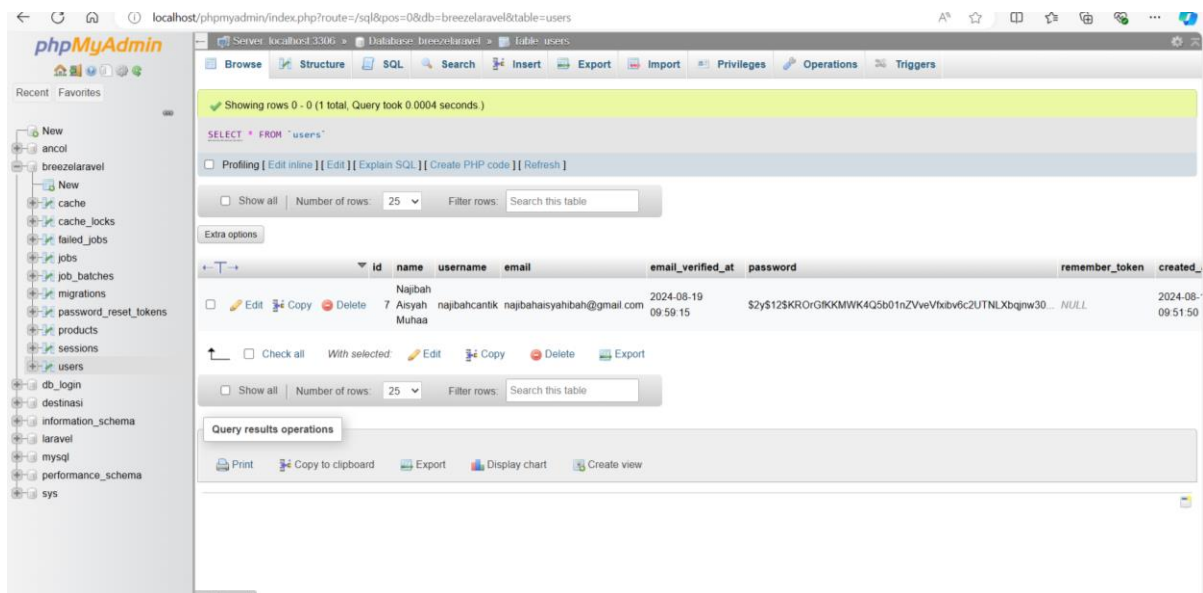 localhost/phpmyadmin/index.php?route=/sql&pos=0&db=breezelaravel&table=users
phpMyAdmin
Recent Favorites
New
ancol
breezelaravel
New
cache
cache_locks
failed_jobs
jobs
job_batches
migrations
password_reset_tokens
products
sessions
users
db_login
destinasi
information_schema
laravel
mysql
performance_schema
sys
Server: localhost:3306 » Database: breezelaravel » Table: users
Browse Structure SQL Search Insert Export Import Privileges Operations Triggers
Showing rows 0 - 0 (1 total, Query took 0.0004 seconds.)
SELECT * FROM `users`
Profiling [ Edit inline ] [ Edit ] [ Explain SQL ] [ Create PHP code ] [ Refresh ]
Show all Number of rows: 25 Filter rows: Search this table
Extra options
id name username email email_verified_at password remember_token created_
Edit Copy Delete 7 Najibah Aisyah Muhaa najibahcantik najibahaisyahibah@gmail.com 2024-08-19 09:59:15 NULL 2024-08- 09:51:50
Check all With selected: Edit Copy Delete Export
Show all Number of rows: 25 Filter rows: Search this table
Query results operations
Print Copy to clipboard Export Display chart Create view